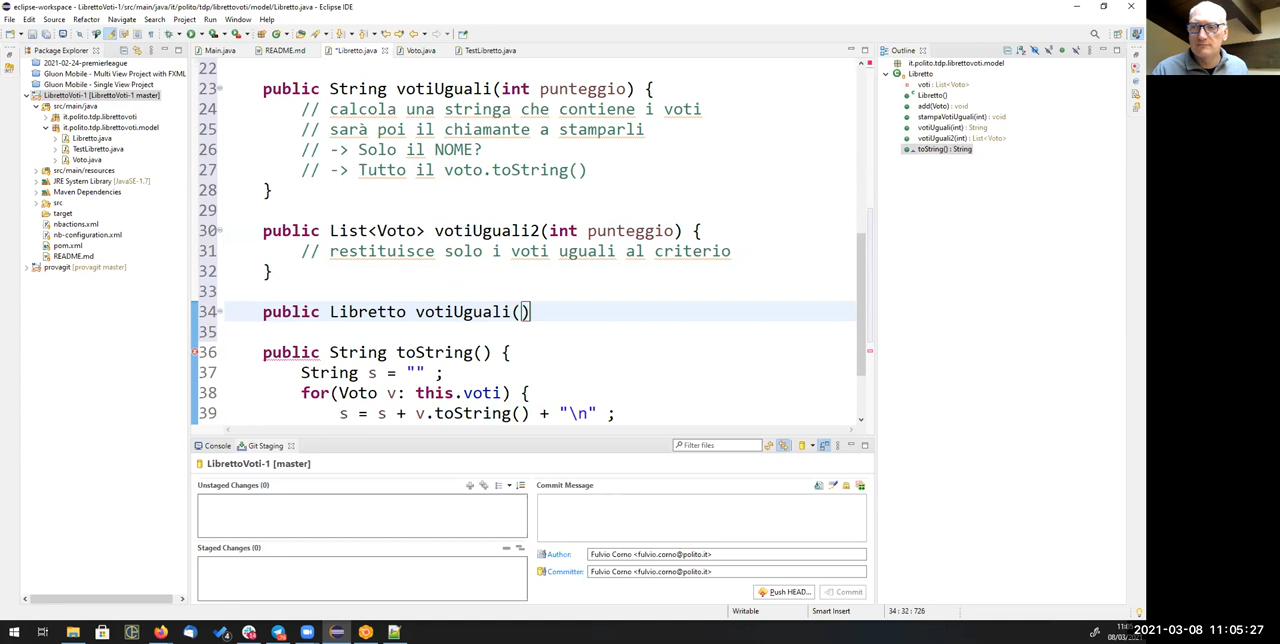 eclipse-workspace - LibrettoVoti-1/src/main/java/it/polito/tdp/librettovoti/model/Libretto.java - Eclipse IDE
File Edit Source Refactor Navigate Search Project Run Window Help
Package Explorer
Main.java README.md *Libretto.java Voto.java TestLibretto.java
Outline
2021-02-24-premierleague
Gluon Mobile - Multi View Project with FXML
Gluon Mobile - Single View Project
LibrettoVoti-1 [LibrettoVoti-1 master]
src/main/java
it.polito.tdp.librettovoti
it.polito.tdp.librettovoti.model
Libretto.java
TestLibretto.java
Voto.java
src/main/resources
JRE System Library [JavaSE-1.7]
Maven Dependencies
src
target
nbactions.xml
nb-configuration.xml
pom.xml
README.md
provagit [provagit master]
22
23 public String votiUguali(int punteggio) {
24 // calcola una stringa che contiene i voti
25 // sarà poi il chiamante a stamparli
26 // -> Solo il NOME?
27 // -> Tutto il voto.toString()
28 }
29
30 public List<Voto> votiUguali2(int punteggio) {
31 // restituisce solo i voti uguali al criterio
32 }
33
34 public Libretto votiUguali()
35
36 public String toString() {
37 String s = "" ;
38 for(Voto v: this.voti) {
39 s = s + v.toString() + "\n" ;
it.polito.tdp.librettovoti.model
Libretto
voti : List<Voto>
Libretto()
add(Voto) : void
stampaVotiUguali(int) : void
votiUguali(int) : String
votiUguali2(int) : List<Voto>
toString() : String
Console Git Staging
Filter files
LibrettoVoti-1 [master]
Unstaged Changes (0)
Commit Message
Staged Changes (0)
Author: Fulvio Corno <fulvio.corno@polito.it>
Committer: Fulvio Corno <fulvio.corno@polito.it>
Push HEAD... Commit
Writable Smart Insert 34 : 32 : 726
08/03/2021
2021-03-08 11:05:27